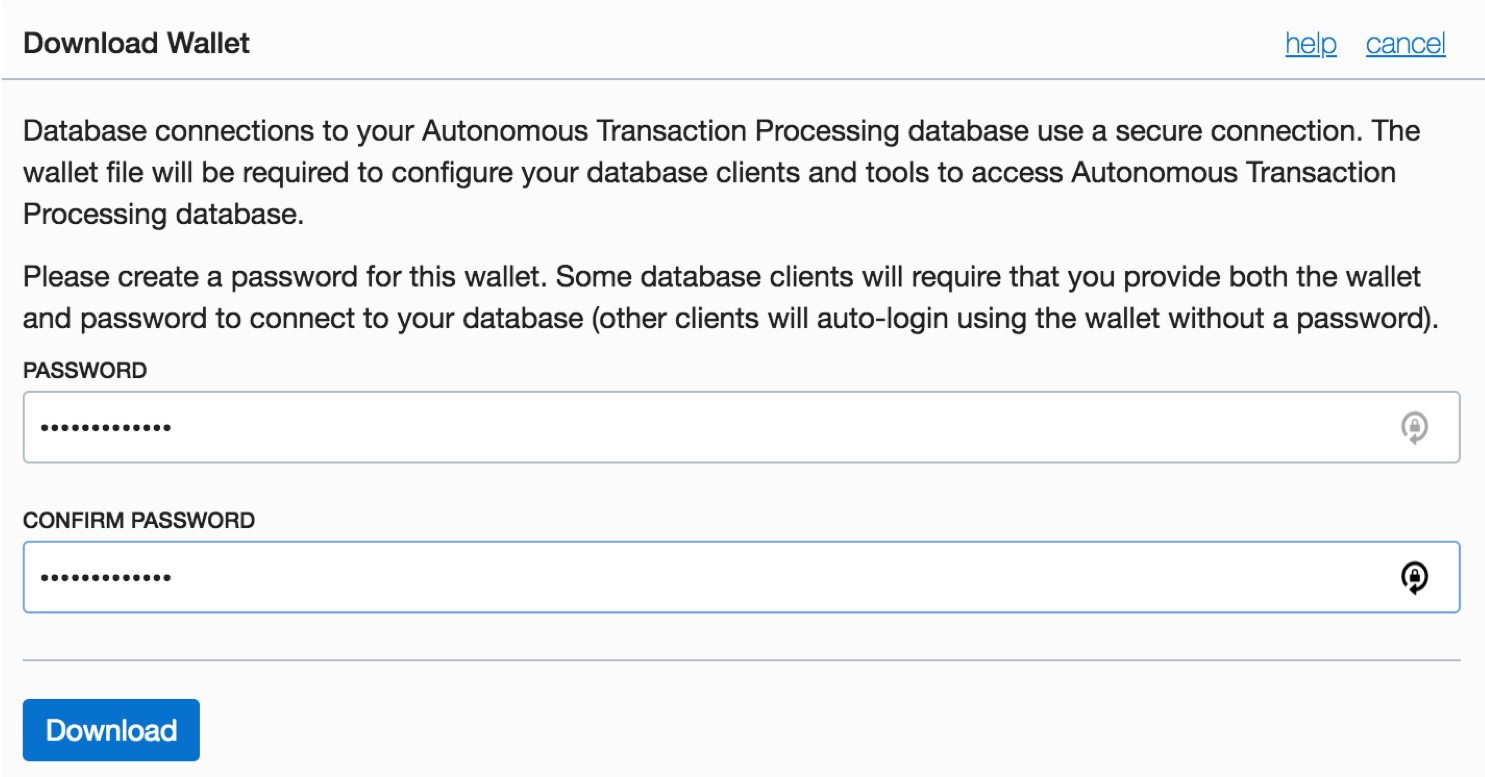 Download Wallet help cancel
Database connections to your Autonomous Transaction Processing database use a secure connection. The
wallet file will be required to configure your database clients and tools to access Autonomous Transaction
Processing database.
Please create a password for this wallet. Some database clients will require that you provide both the wallet
and password to connect to your database (other clients will auto-login using the wallet without a password).
PASSWORD
•••••••••••••
CONFIRM PASSWORD
•••••••••••••
Download